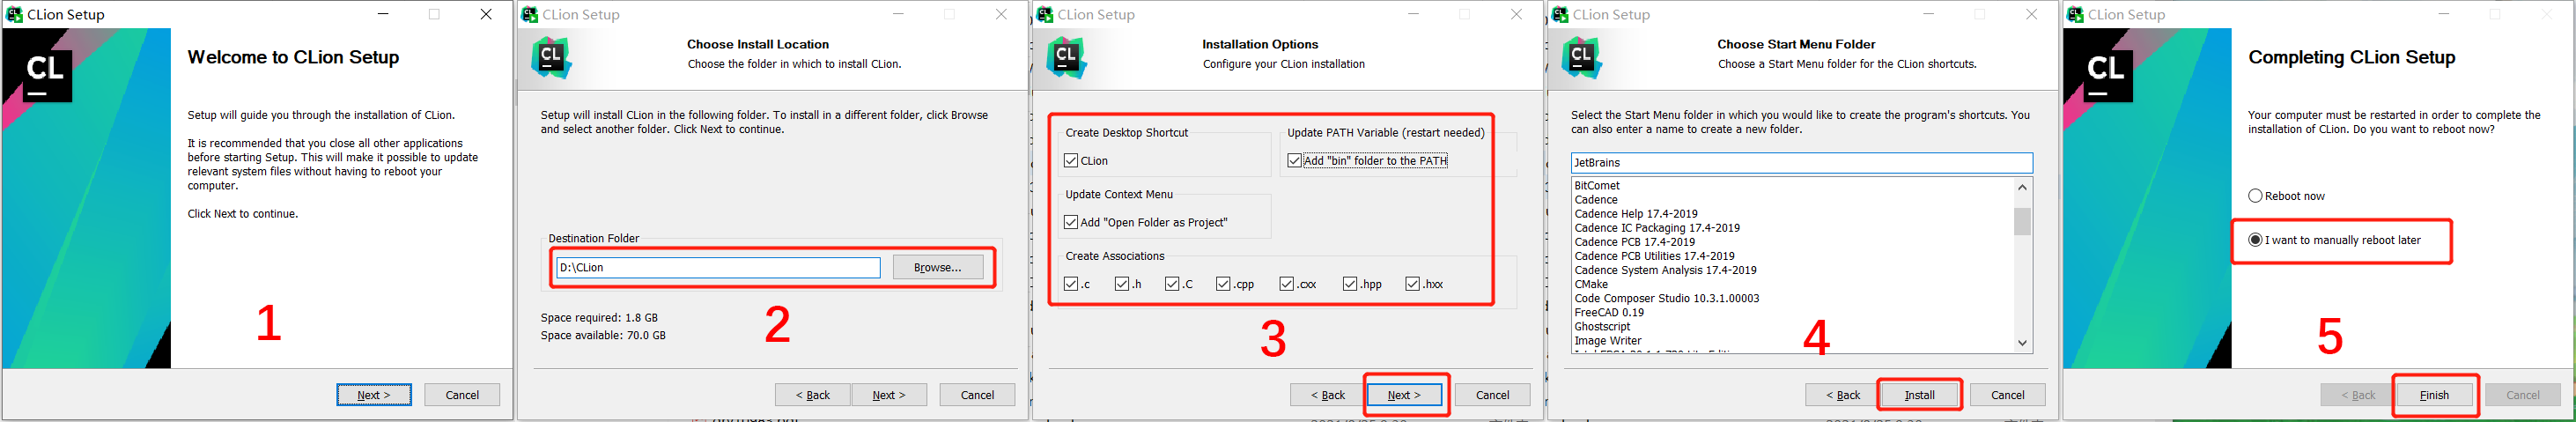 CLion Setup
CL
Welcome to CLion Setup
Setup will guide you through the installation of CLion.
It is recommended that you close all other applications
before starting Setup. This will make it possible to update
relevant system files without having to reboot your
computer.
Click Next to continue.
1
Next >
Cancel
CLion Setup
CL
Choose Install Location
Choose the folder in which to install CLion.
Setup will install CLion in the following folder. To install in a different folder, click Browse
and select another folder. Click Next to continue.
Destination Folder
D:\CLion
Browse...
Space required: 1.8 GB
Space available: 70.0 GB
2
< Back
Next >
Cancel
CLion Setup
CL
Installation Options
Configure your CLion installation
Create Desktop Shortcut
CLion
Update PATH Variable (restart needed)
Add "bin" folder to the PATH
Update Context Menu
Add "Open Folder as Project"
Create Associations
.c .h .C .cpp .cxx .hpp .hxx
3
< Back
Next >
Cancel
CLion Setup
CL
Choose Start Menu Folder
Choose a Start Menu folder for the CLion shortcuts.
Select the Start Menu folder in which you would like to create the program's shortcuts. You
can also enter a name to create a new folder.
JetBrains
BitComet
Cadence
Cadence Help 17.4-2019
Cadence IC Packaging 17.4-2019
Cadence PCB 17.4-2019
Cadence PCB Utilities 17.4-2019
Cadence System Analysis 17.4-2019
CMake
Code Composer Studio 10.3.1.00003
FreeCAD 0.19
Ghostscript
Image Writer
4
< Back
Install
Cancel
CLion Setup
CL
Completing CLion Setup
Your computer must be restarted in order to complete the
installation of CLion. Do you want to reboot now?
Reboot now
I want to manually reboot later
5
< Back
Finish
Cancel